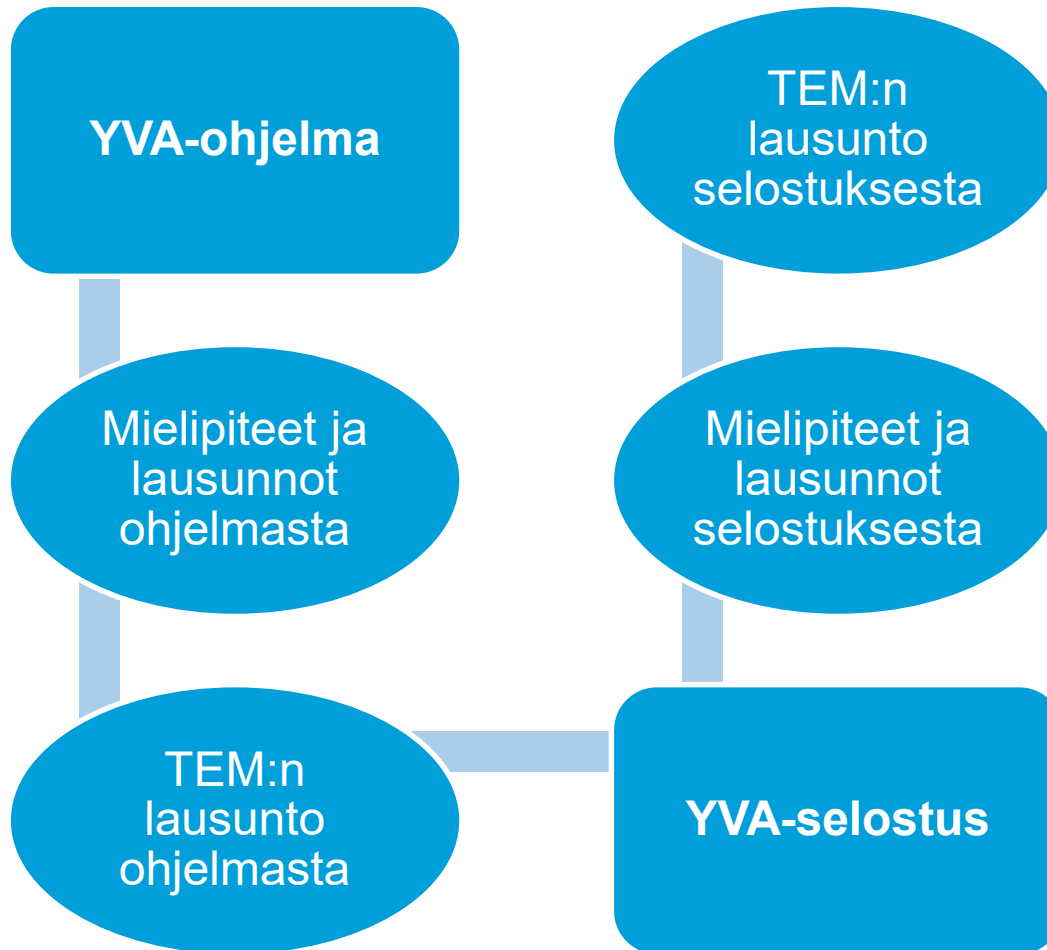 YVA-ohjelma
Mielipiteet ja
lausunnot
ohjelmasta
TEM:n
lausunto
ohjelmasta
YVA-selostus
Mielipiteet ja
lausunnot
selostuksesta
TEM:n
lausunto
selostuksesta